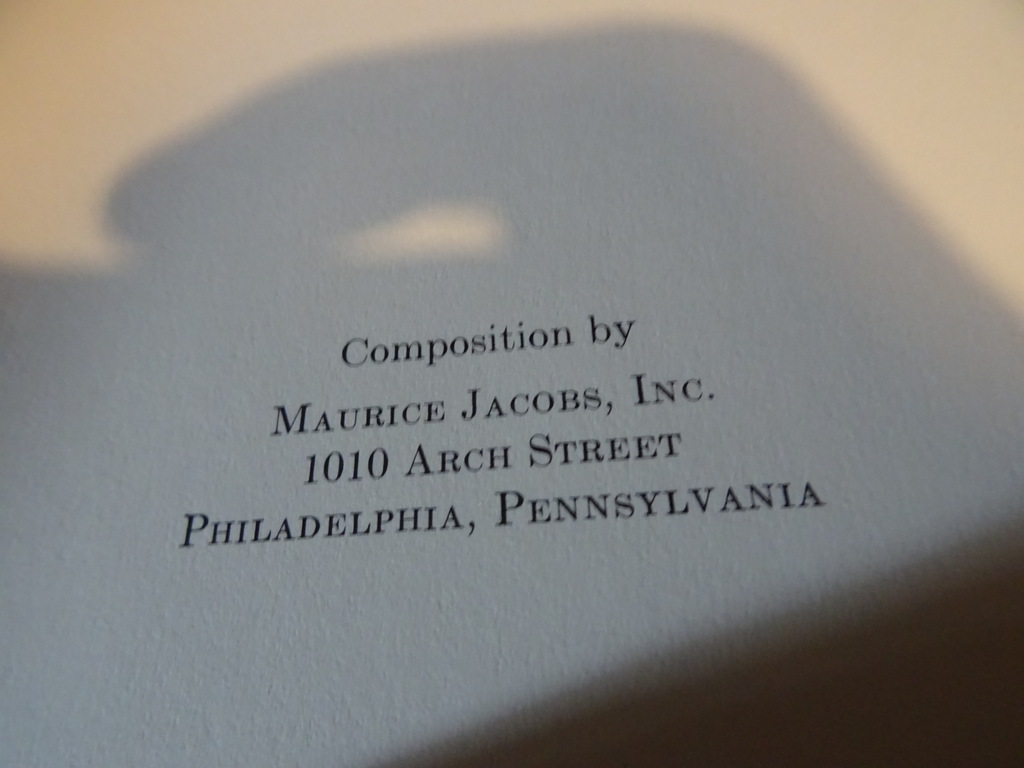 Composition by
Maurice Jacobs, Inc.
1010 Arch Street
Philadelphia, Pennsylvania